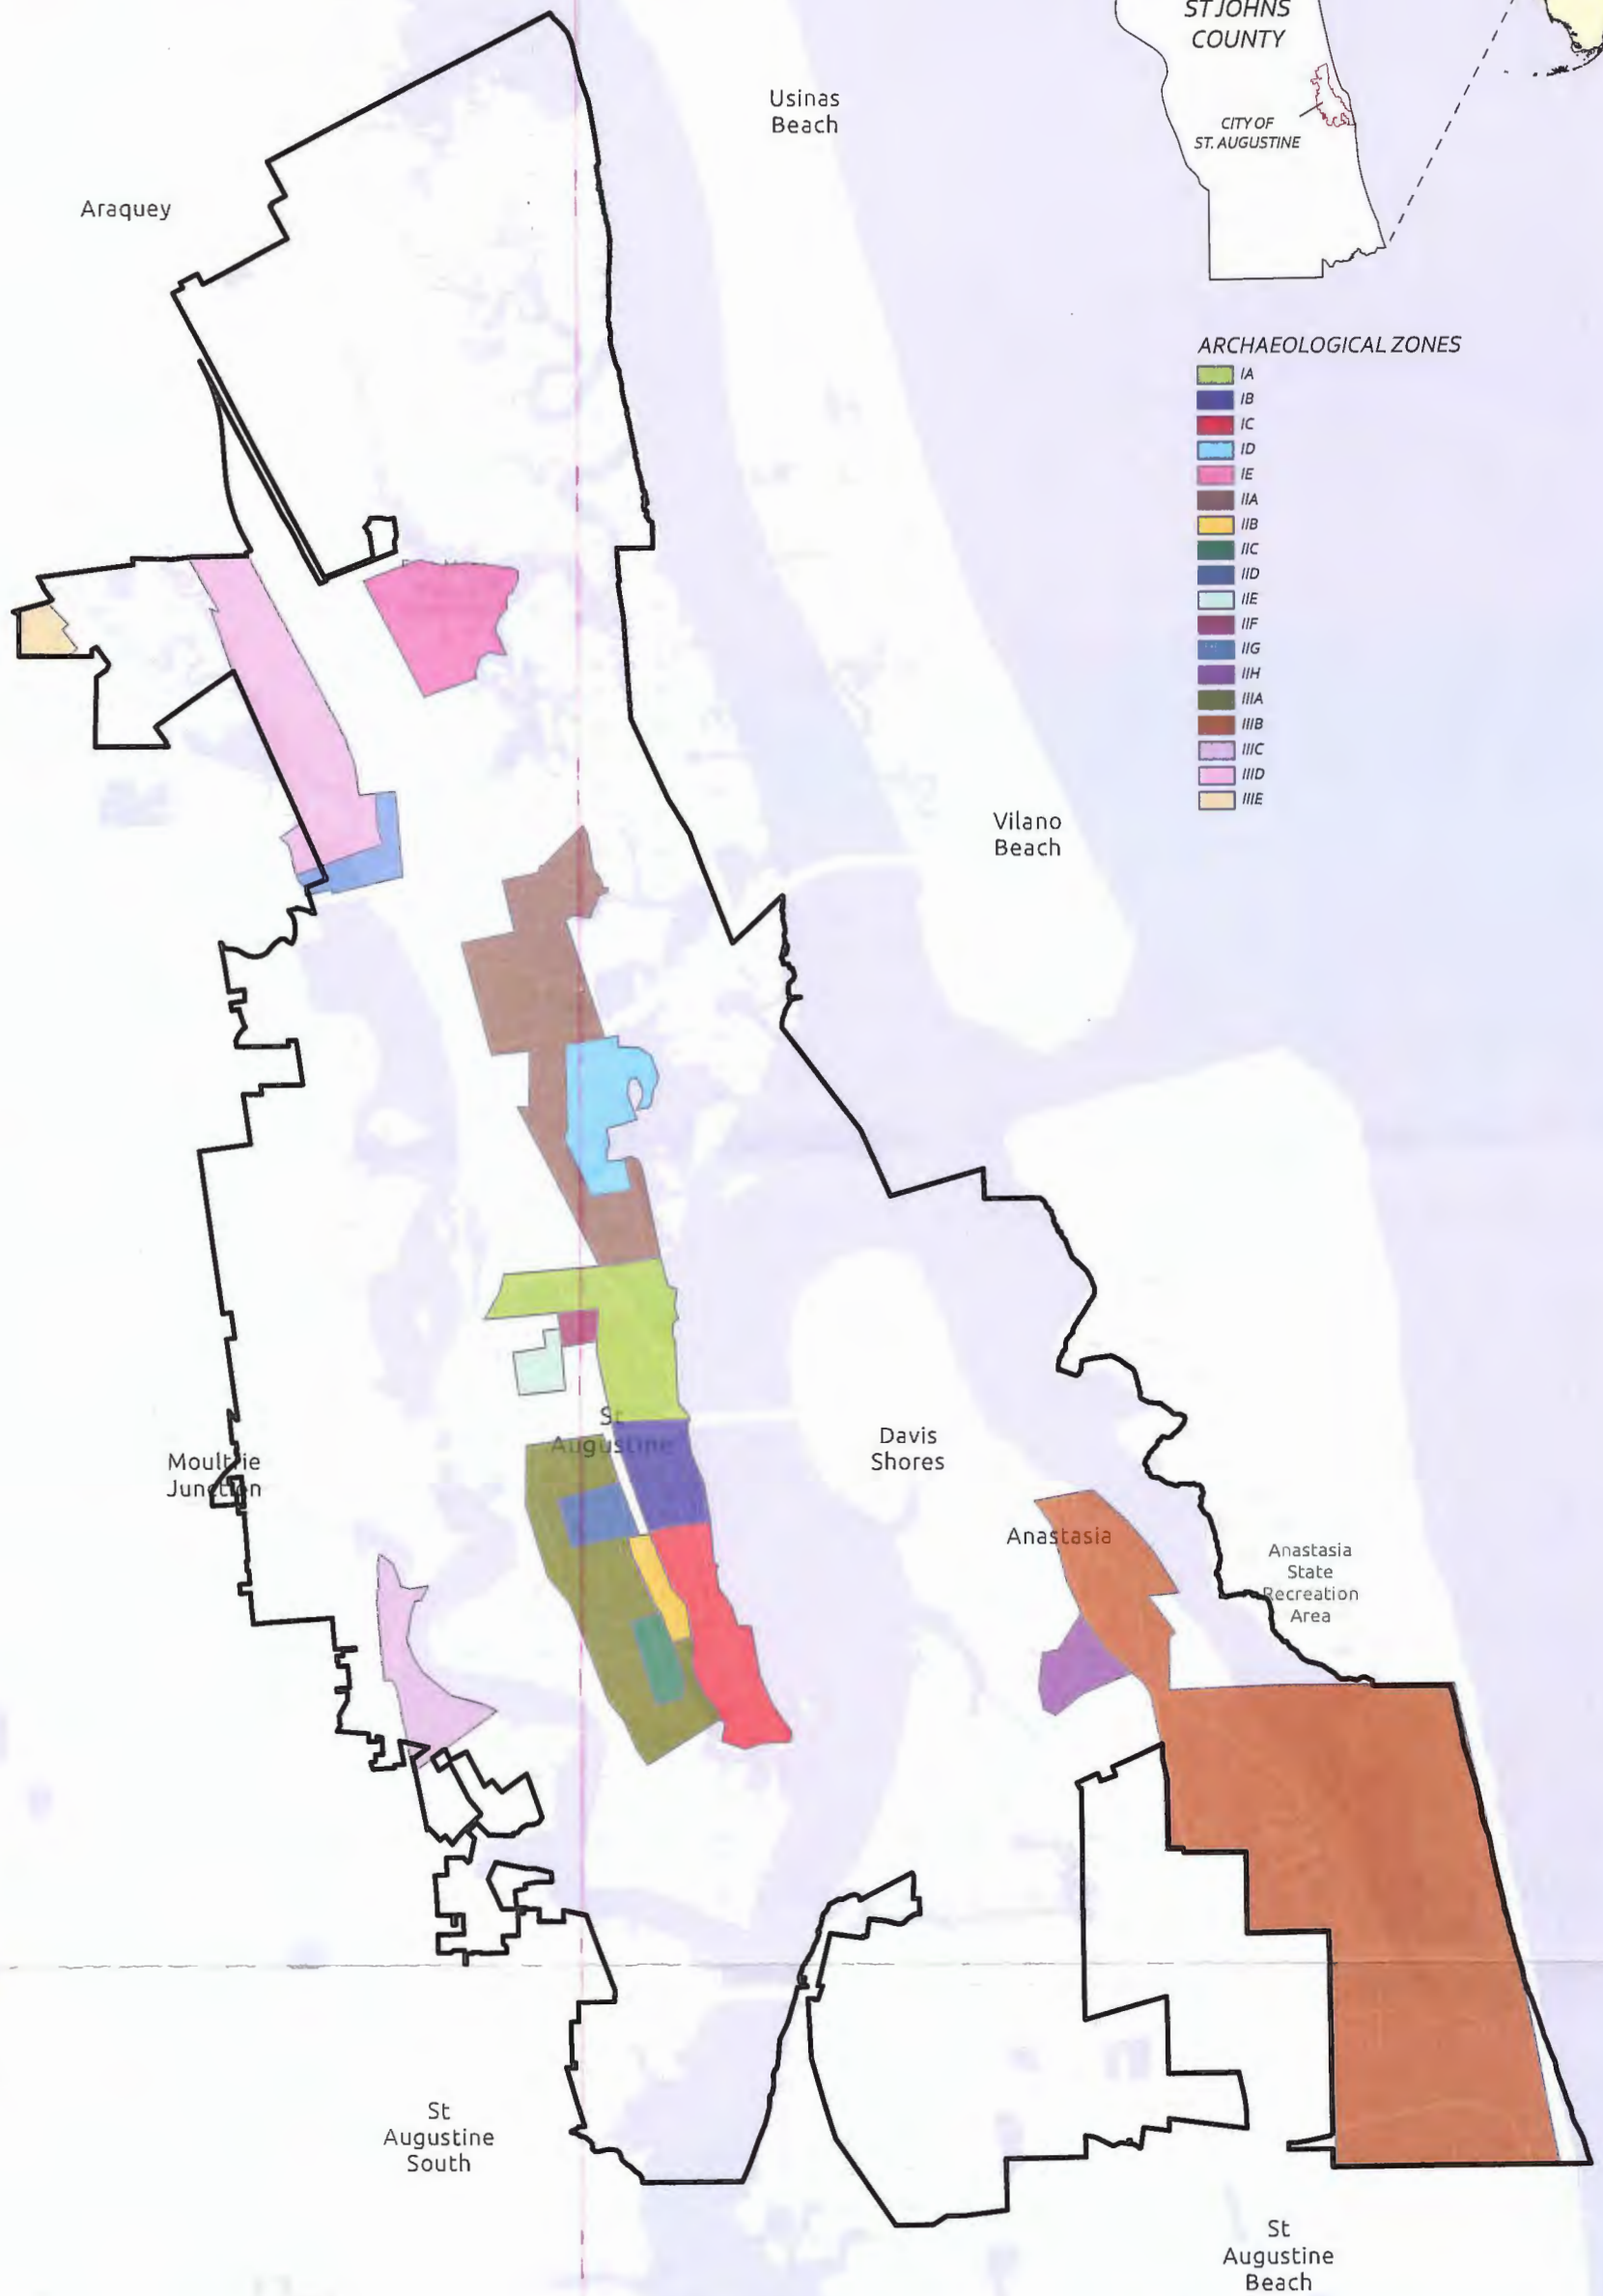 ST JOHNS
COUNTY
CITY OF
ST. AUGUSTINE
Usinas
Beach
Araquey
ARCHAEOLOGICAL ZONES
IA
IB
IC
ID
IE
IIA
IIB
IIC
IID
IIE
IIF
IIG
IIH
IIIA
IIIB
IIIC
IIID
IIIE
Vilano
Beach
St
Augustine
Davis
Shores
Moultrie
Junction
Anastasia
Anastasia
State
Recreation
Area
St
Augustine
South
St
Augustine
Beach